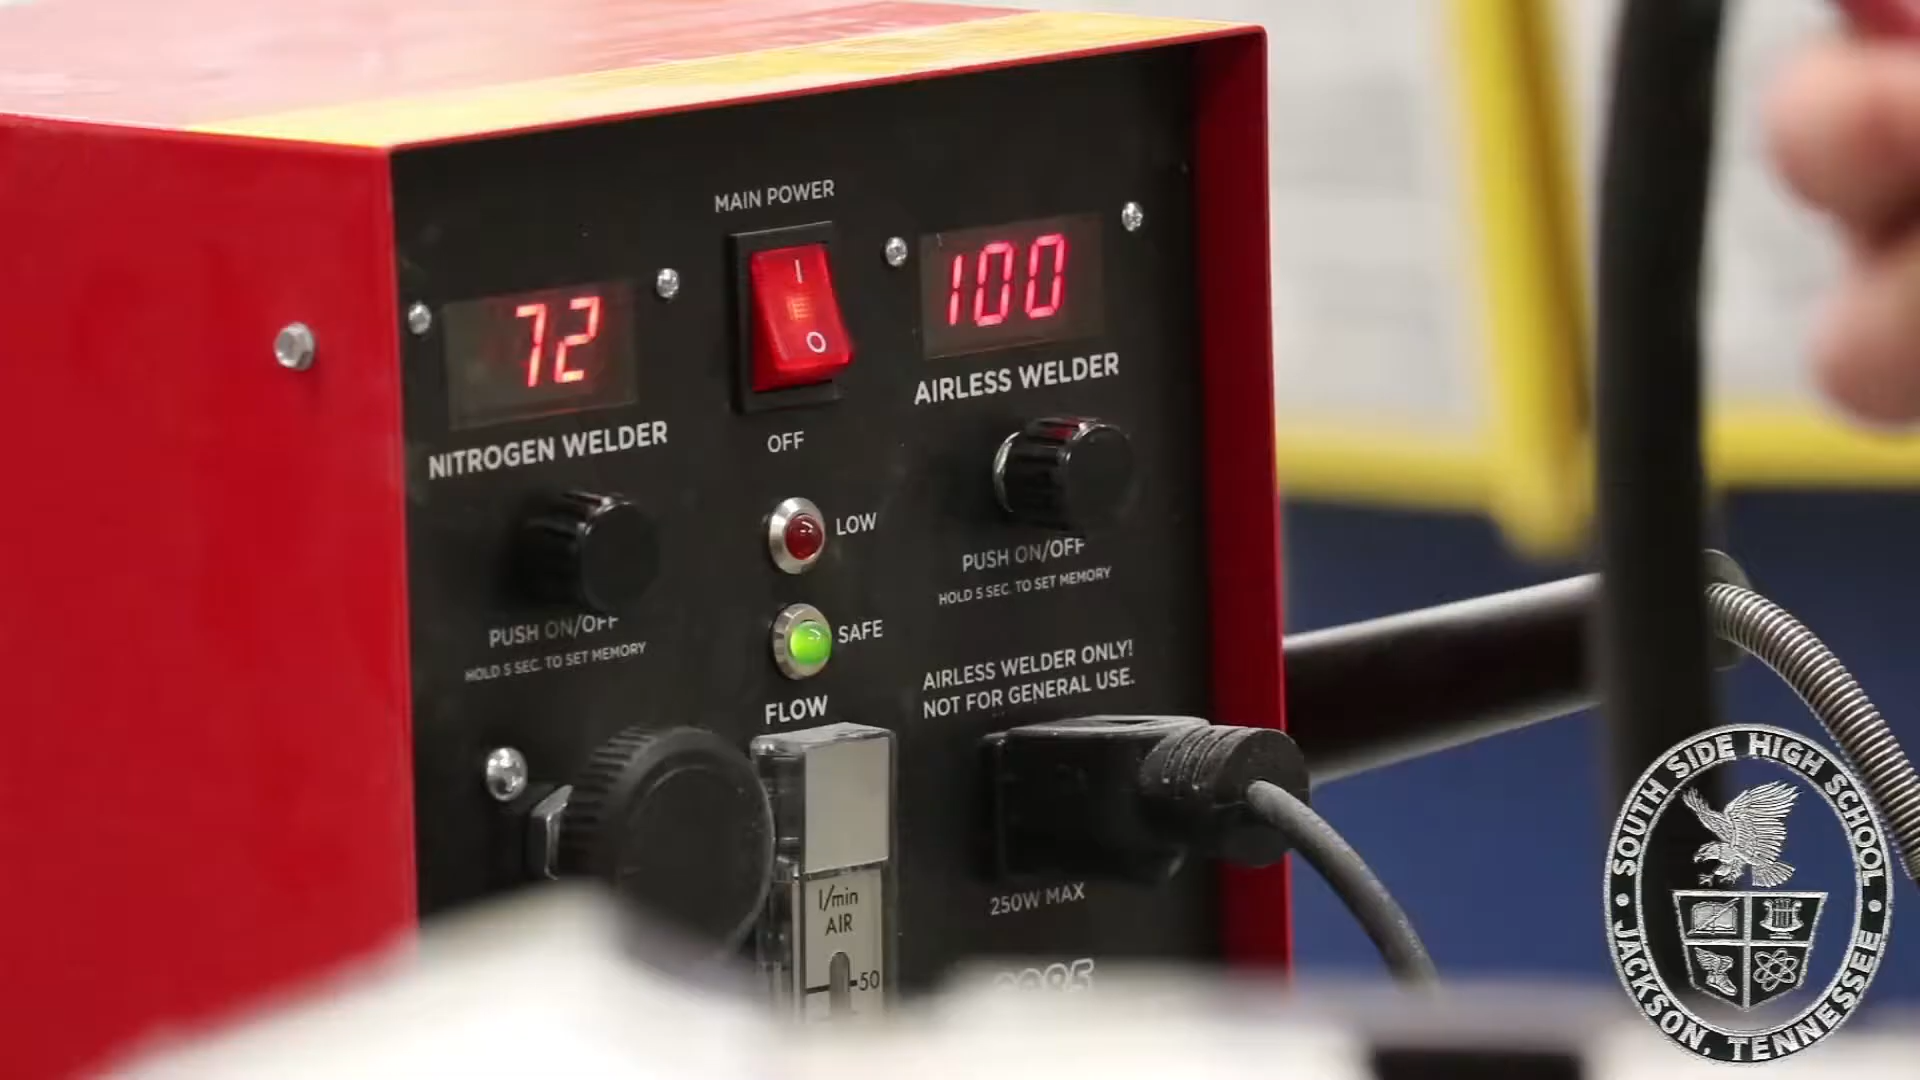 MAIN POWER
I
O
OFF
72
NITROGEN WELDER
PUSH ON/OFF
HOLD 5 SEC. TO SET MEMORY
LOW
SAFE
FLOW
l/min
AIR
50
100
AIRLESS WELDER
PUSH ON/OFF
HOLD 5 SEC. TO SET MEMORY
AIRLESS WELDER ONLY!
NOT FOR GENERAL USE.
250W MAX
SOUTH SIDE HIGH SCHOOL
JACKSON, TENNESSEE